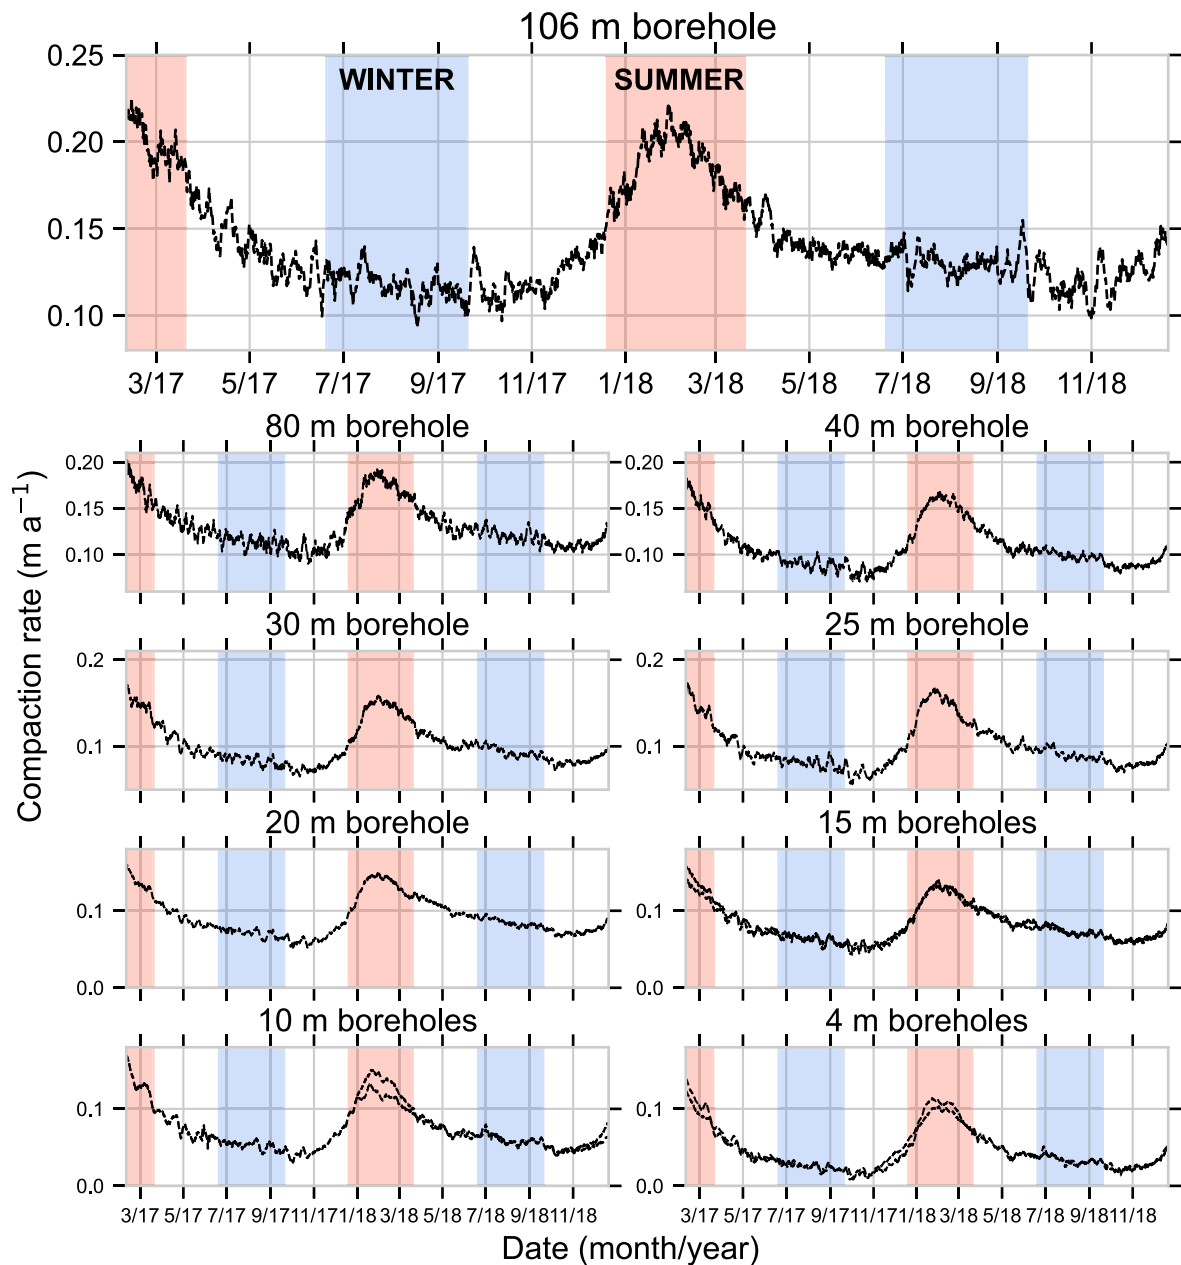 106 m borehole
0.25
WINTER
SUMMER
0.20
0.15
0.10
3/17 5/17 7/17 9/17 11/17 1/18 3/18 5/18 7/18 9/18 11/18
Compaction rate (m a⁻¹)
80 m borehole
0.20
0.15
0.10
40 m borehole
0.20
0.15
0.10
30 m borehole
0.2
0.1
25 m borehole
0.2
0.1
20 m borehole
0.1
0.0
15 m boreholes
0.1
0.0
10 m boreholes
0.1
0.0
3/17 5/17 7/17 9/17 11/17 1/18 3/18 5/18 7/18 9/18 11/18
4 m boreholes
0.1
0.0
3/17 5/17 7/17 9/17 11/17 1/18 3/18 5/18 7/18 9/18 11/18
Date (month/year)